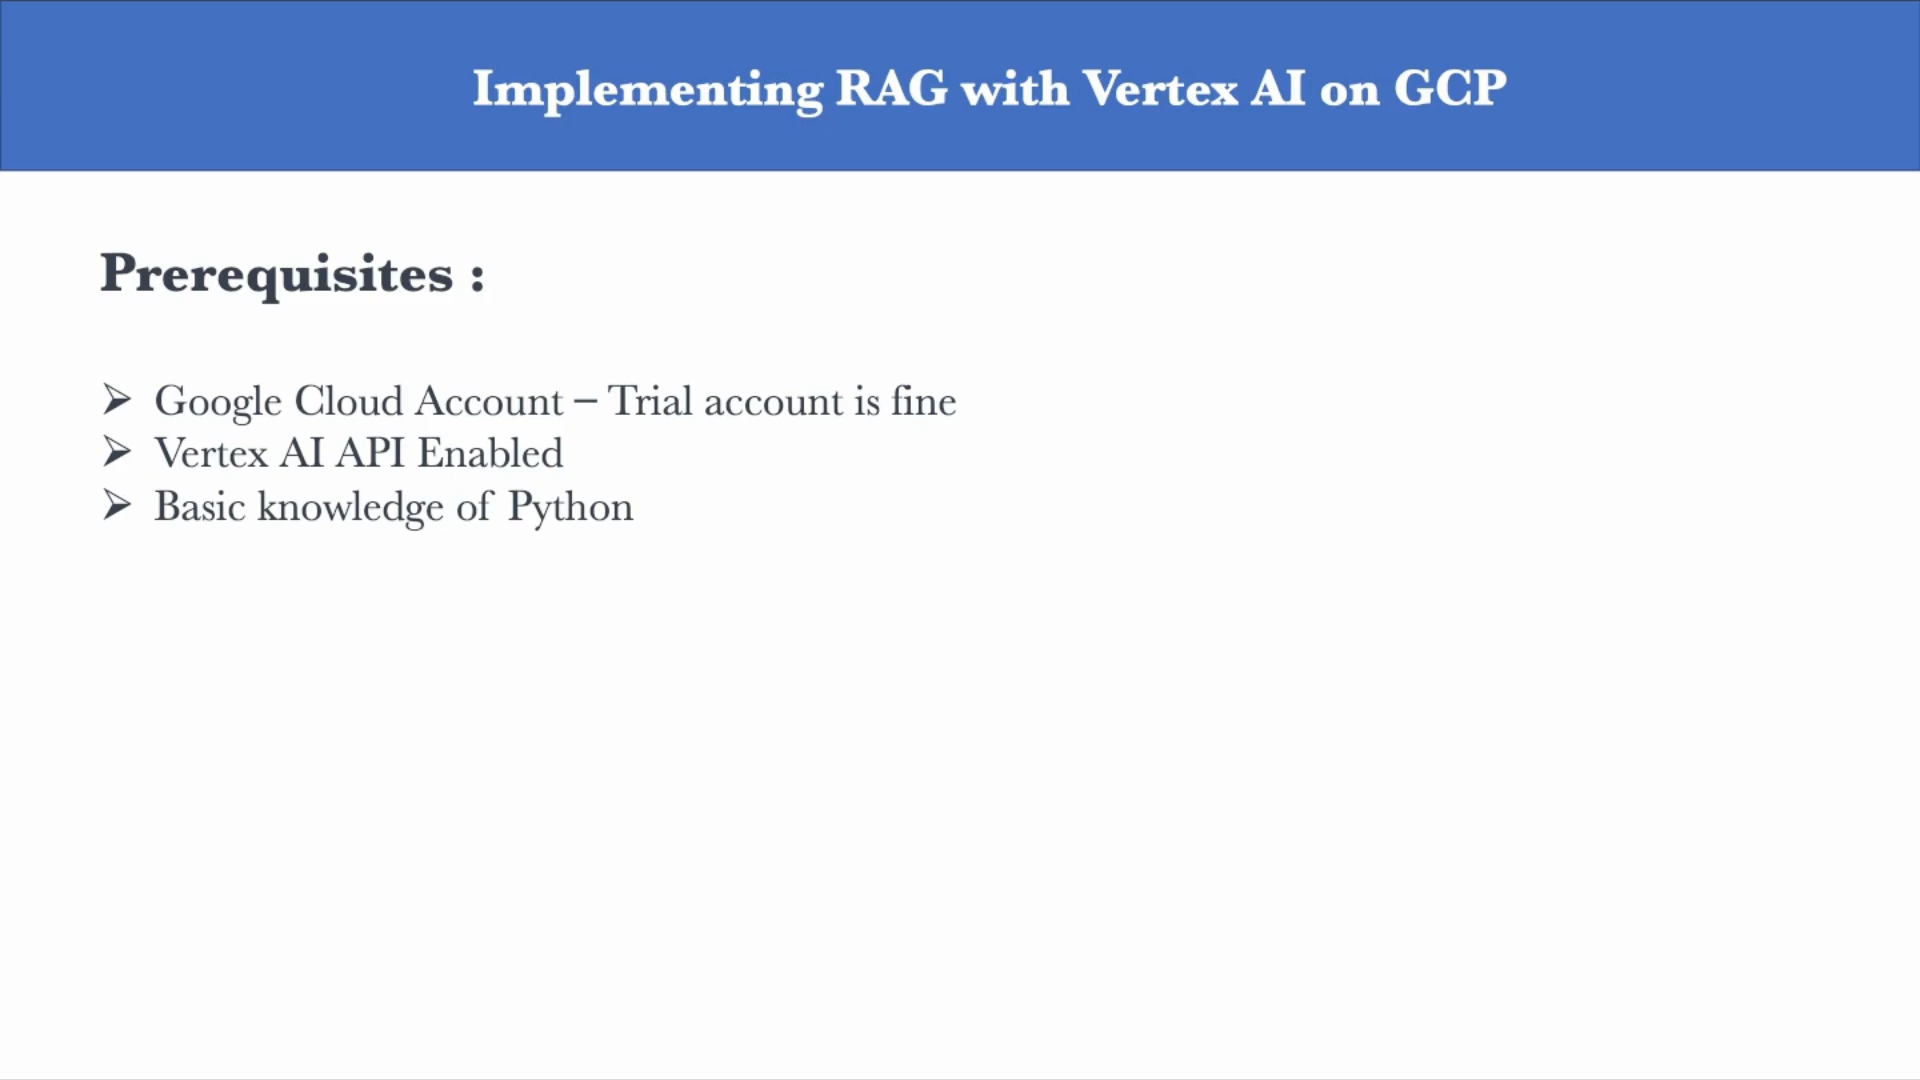 Implementing RAG with Vertex AI on GCP
Prerequisites :
➢ Google Cloud Account – Trial account is fine
➢ Vertex AI API Enabled
➢ Basic knowledge of Python